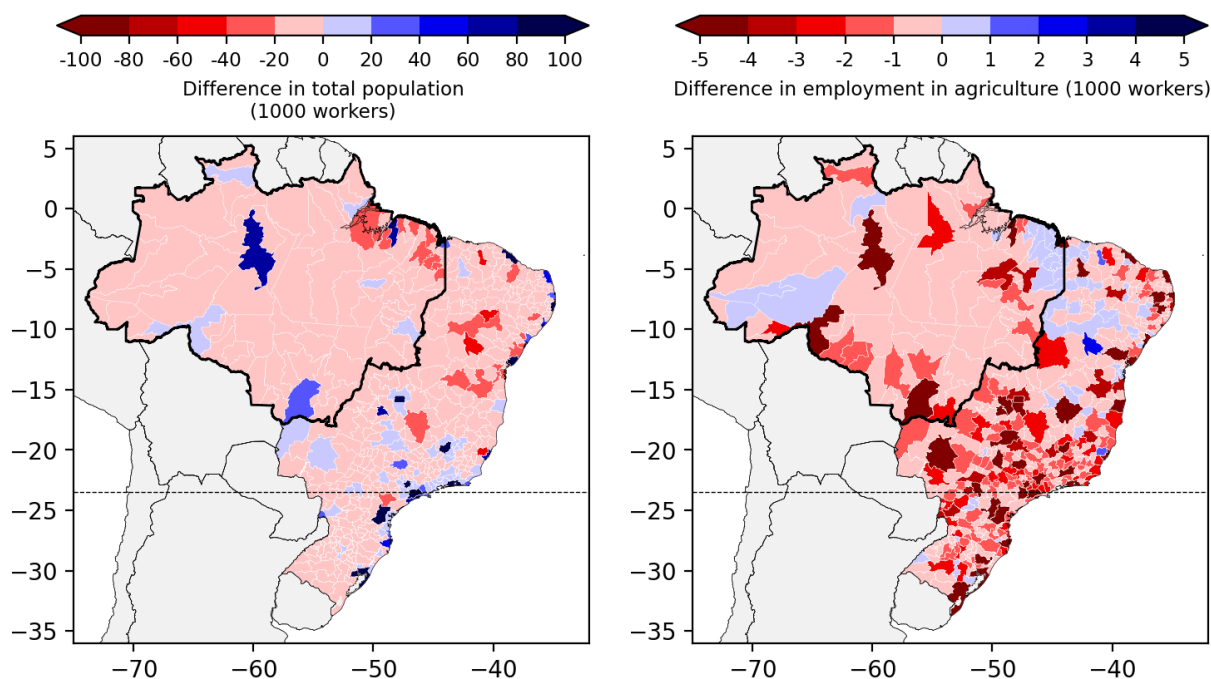 -100 -80 -60 -40 -20 0 20 40 60 80 100
Difference in total population
(1000 workers)
-5 -4 -3 -2 -1 0 1 2 3 4 5
Difference in employment in agriculture (1000 workers)
5
0
−5
−10
−15
−20
−25
−30
−35
−70 −60 −50 −40
5
0
−5
−10
−15
−20
−25
−30
−35
−70 −60 −50 −40